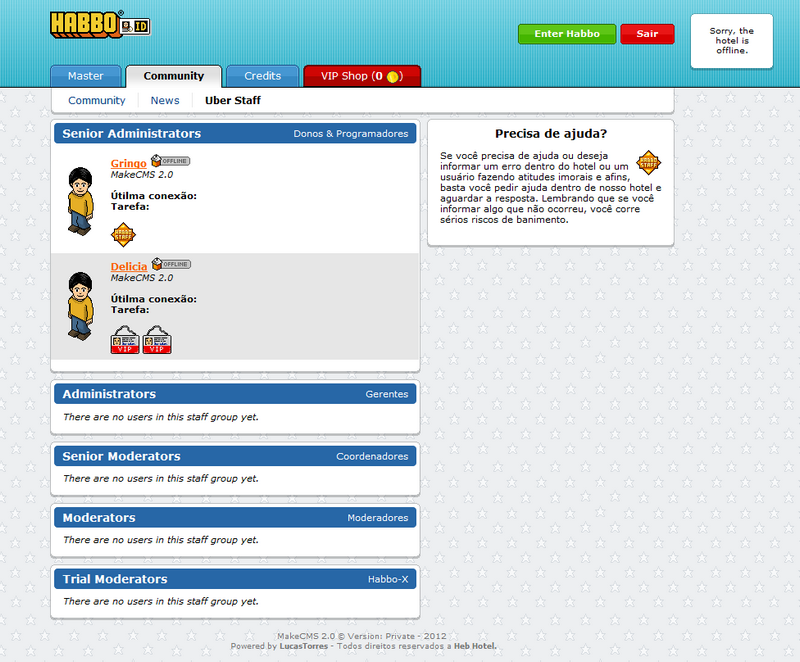 HABBO ID
Enter Habbo
Sair
Sorry, the
hotel is
offline.
Master
Community
Credits
VIP Shop (0 )
Community
News
Uber Staff
Senior Administrators
Donos & Programadores
Gringo OFFLINE
MakeCMS 2.0
Útilma conexão:
Tarefa:
HABBO STAFF
Delicia OFFLINE
MakeCMS 2.0
Útilma conexão:
Tarefa:
VIP VIP
Administrators
Gerentes
There are no users in this staff group yet.
Senior Moderators
Coordenadores
There are no users in this staff group yet.
Moderators
Moderadores
There are no users in this staff group yet.
Trial Moderators
Habbo-X
There are no users in this staff group yet.
Precisa de ajuda?
Se você precisa de ajuda ou deseja
informar um erro dentro do hotel ou um
usuário fazendo atitudes imorais e afins,
basta você pedir ajuda dentro de nosso hotel e
aguardar a resposta. Lembrando que se você
informar algo que não ocorreu, você corre
sérios riscos de banimento.
HABBO STAFF
MakeCMS 2.0 © Version: Private - 2012
Powered by LucasTorres - Todos direitos reservados a Heb Hotel.